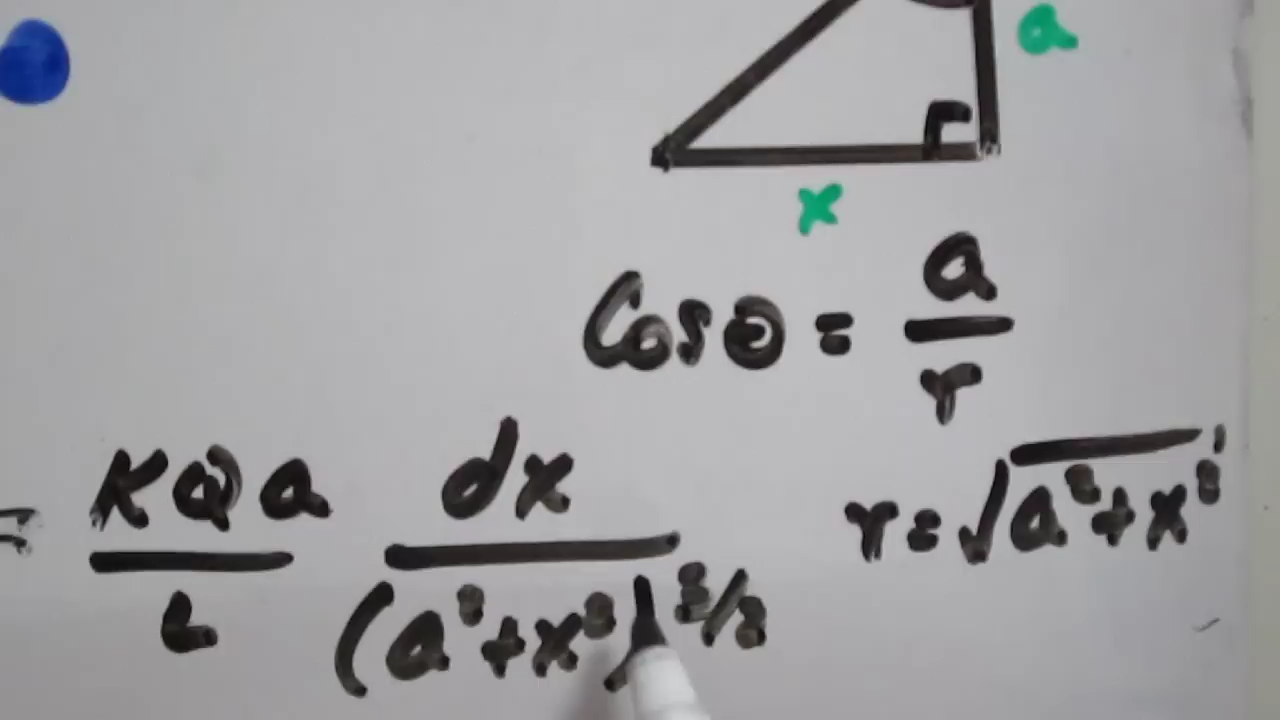 a
x
Cosθ = a/r
= KQa/L dx/(a²+x²)^3/2
r=√a²+x²